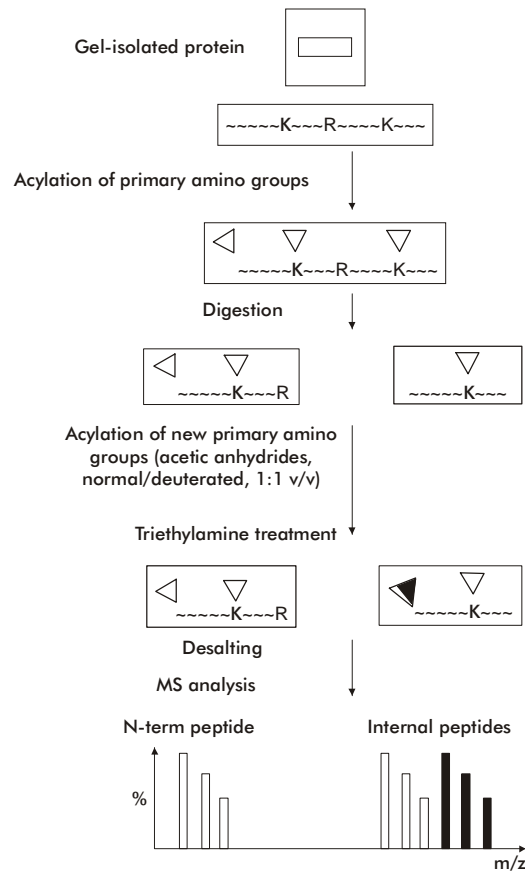 Gel-isolated protein
~~~~~K~~~R~~~~K~~~
Acylation of primary amino groups
~~~~~K~~~R~~~~K~~~
Digestion
~~~~~K~~~R
~~~~~K~~~
Acylation of new primary amino
groups (acetic anhydrides,
normal/deuterated, 1:1 v/v)
Triethylamine treatment
~~~~~K~~~R
~~~~~K~~~
Desalting
MS analysis
N-term peptide
Internal peptides
%
m/z